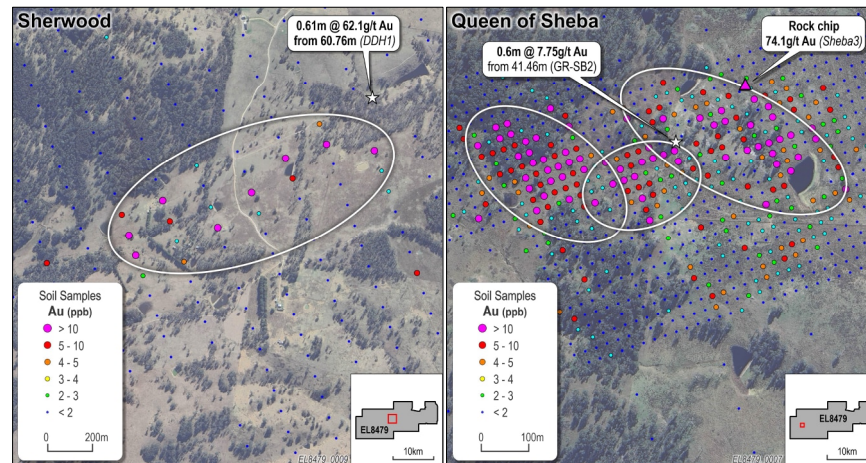 Sherwood
0.61m @ 62.1g/t Au
from 60.76m (DDH1)
Soil Samples
Au (ppb)
> 10
5 - 10
4 - 5
3 - 4
2 - 3
< 2
0 200m
EL8479
10km
EL8479_0009
Queen of Sheba
0.6m @ 7.75g/t Au
from 41.46m (GR-SB2)
Rock chip
74.1g/t Au (Sheba3)
Soil Samples
Au (ppb)
> 10
5 - 10
4 - 5
3 - 4
2 - 3
< 2
0 100m
EL8479
10km
EL8479_0007